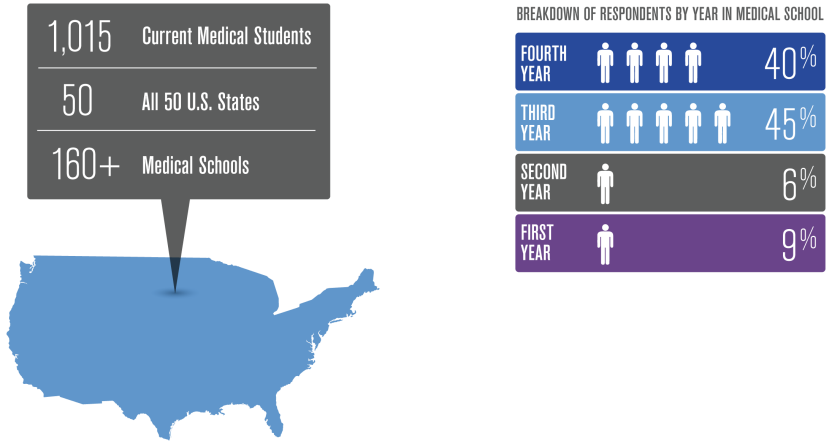 1,015 Current Medical Students
50 All 50 U.S. States
160+ Medical Schools
BREAKDOWN OF RESPONDENTS BY YEAR IN MEDICAL SCHOOL
FOURTH
YEAR
40%
THIRD
YEAR
45%
SECOND
YEAR
6%
FIRST
YEAR
9%